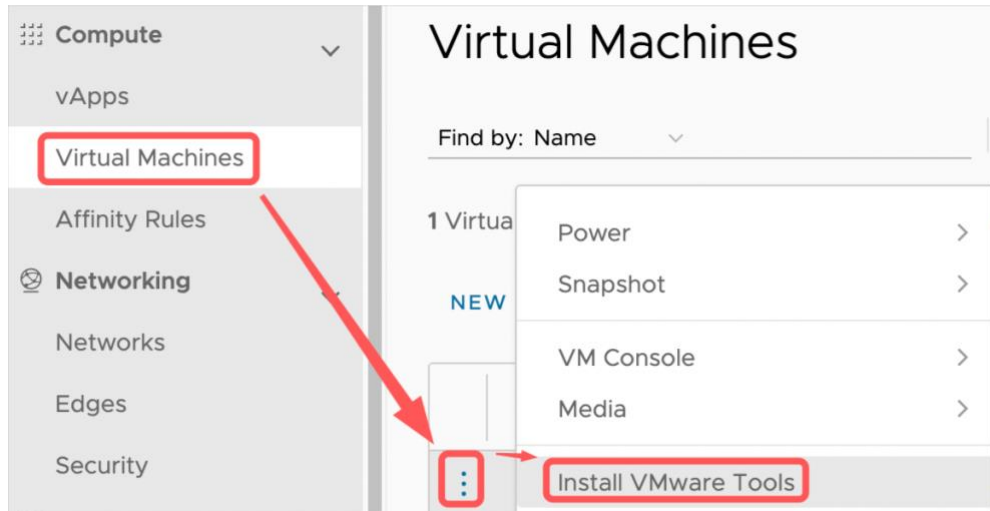 Compute
vApps
Virtual Machines
Affinity Rules
Networking
Networks
Edges
Security
Virtual Machines
Find by: Name
1 Virtua
NEW
Power
Snapshot
VM Console
Media
Install VMware Tools